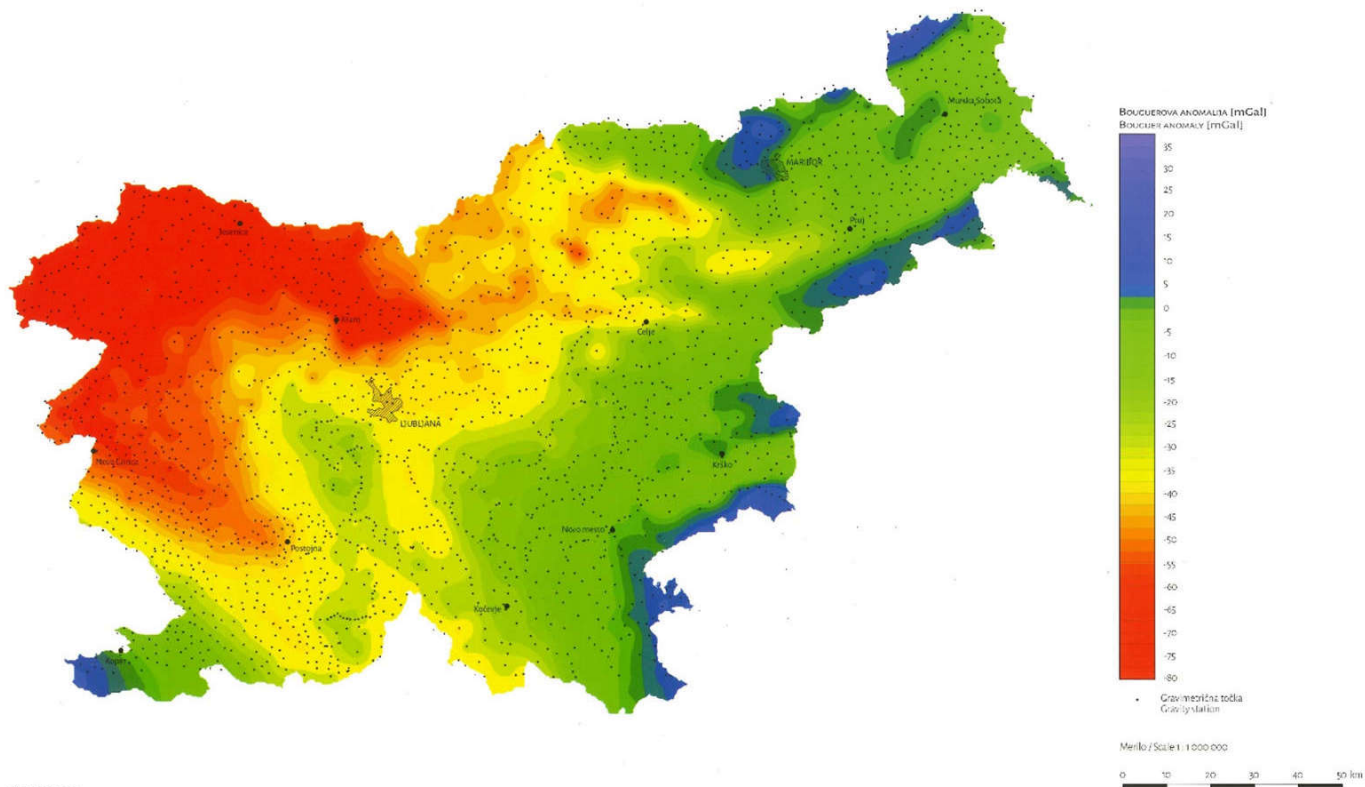 Murska Sobota
MARIBOR
Ptuj
Jesenice
Kranj
Celje
LJUBLJANA
Nova Gorica
Krško
Novo mesto
Postojna
Kočevje
Koper
BOUGUEROVA ANOMALIJA [mGal]
BOUGUER ANOMALY [mGal]
35
30
25
20
15
10
5
0
-5
-10
-15
-20
-25
-30
-35
-40
-45
-50
-55
-60
-65
-70
-75
-80
Gravimetrična točka
Gravity station
Merilo / Scale 1 : 1 000 000
0 10 20 30 40 50 km